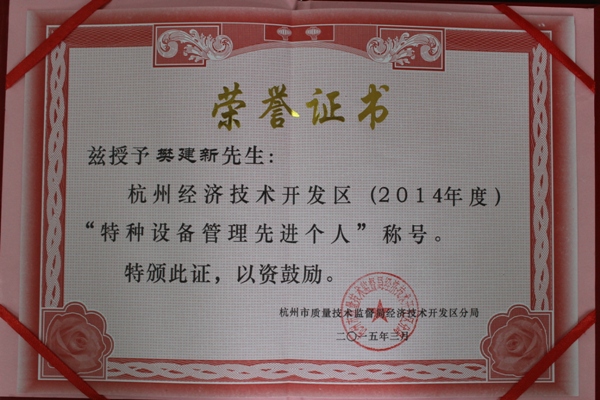 荣誉证书
兹授予樊建新先生：
杭州经济技术开发区（2014年度）
“特种设备管理先进个人”称号。
特颁此证，以资鼓励。
杭州市质量技术监督局经济技术开发区分局
二〇一五年三月